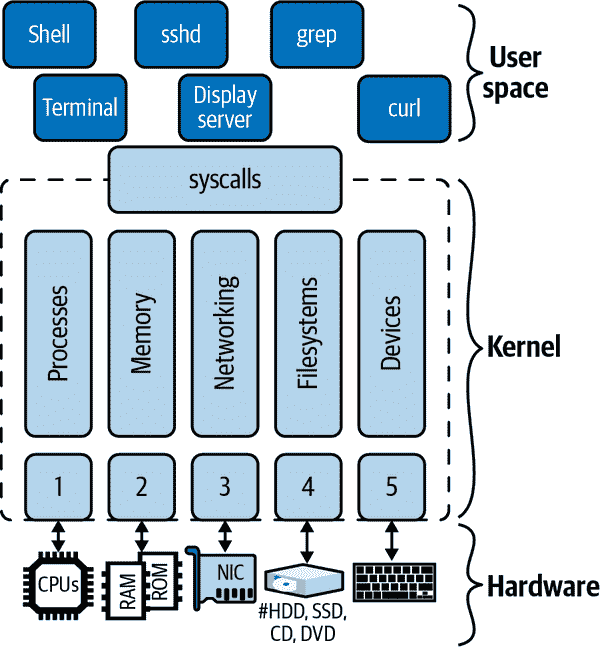 Shell
sshd
grep
Terminal
Display
server
curl
User
space
syscalls
Processes
Memory
Networking
Filesystems
Devices
Kernel
1
2
3
4
5
CPUs
RAM
ROM
NIC
#HDD, SSD,
CD, DVD
Hardware